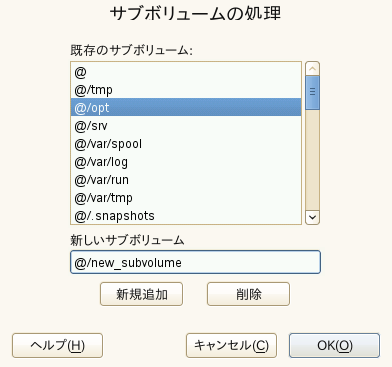 サブボリュームの処理
既存のサブボリューム:
@
@/tmp
@/opt
@/srv
@/var/spool
@/var/log
@/var/run
@/var/tmp
@/.snapshots
新しいサブボリューム
@/new_subvolume
新規追加 削除
ヘルプ(H) キャンセル(C) OK(O)